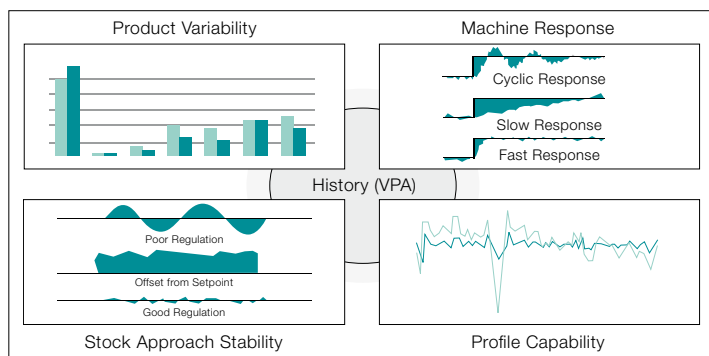 Product Variability
Machine Response
Cyclic Response
Slow Response
Fast Response
History (VPA)
Poor Regulation
Offset from Setpoint
Good Regulation
Stock Approach Stability
Profile Capability